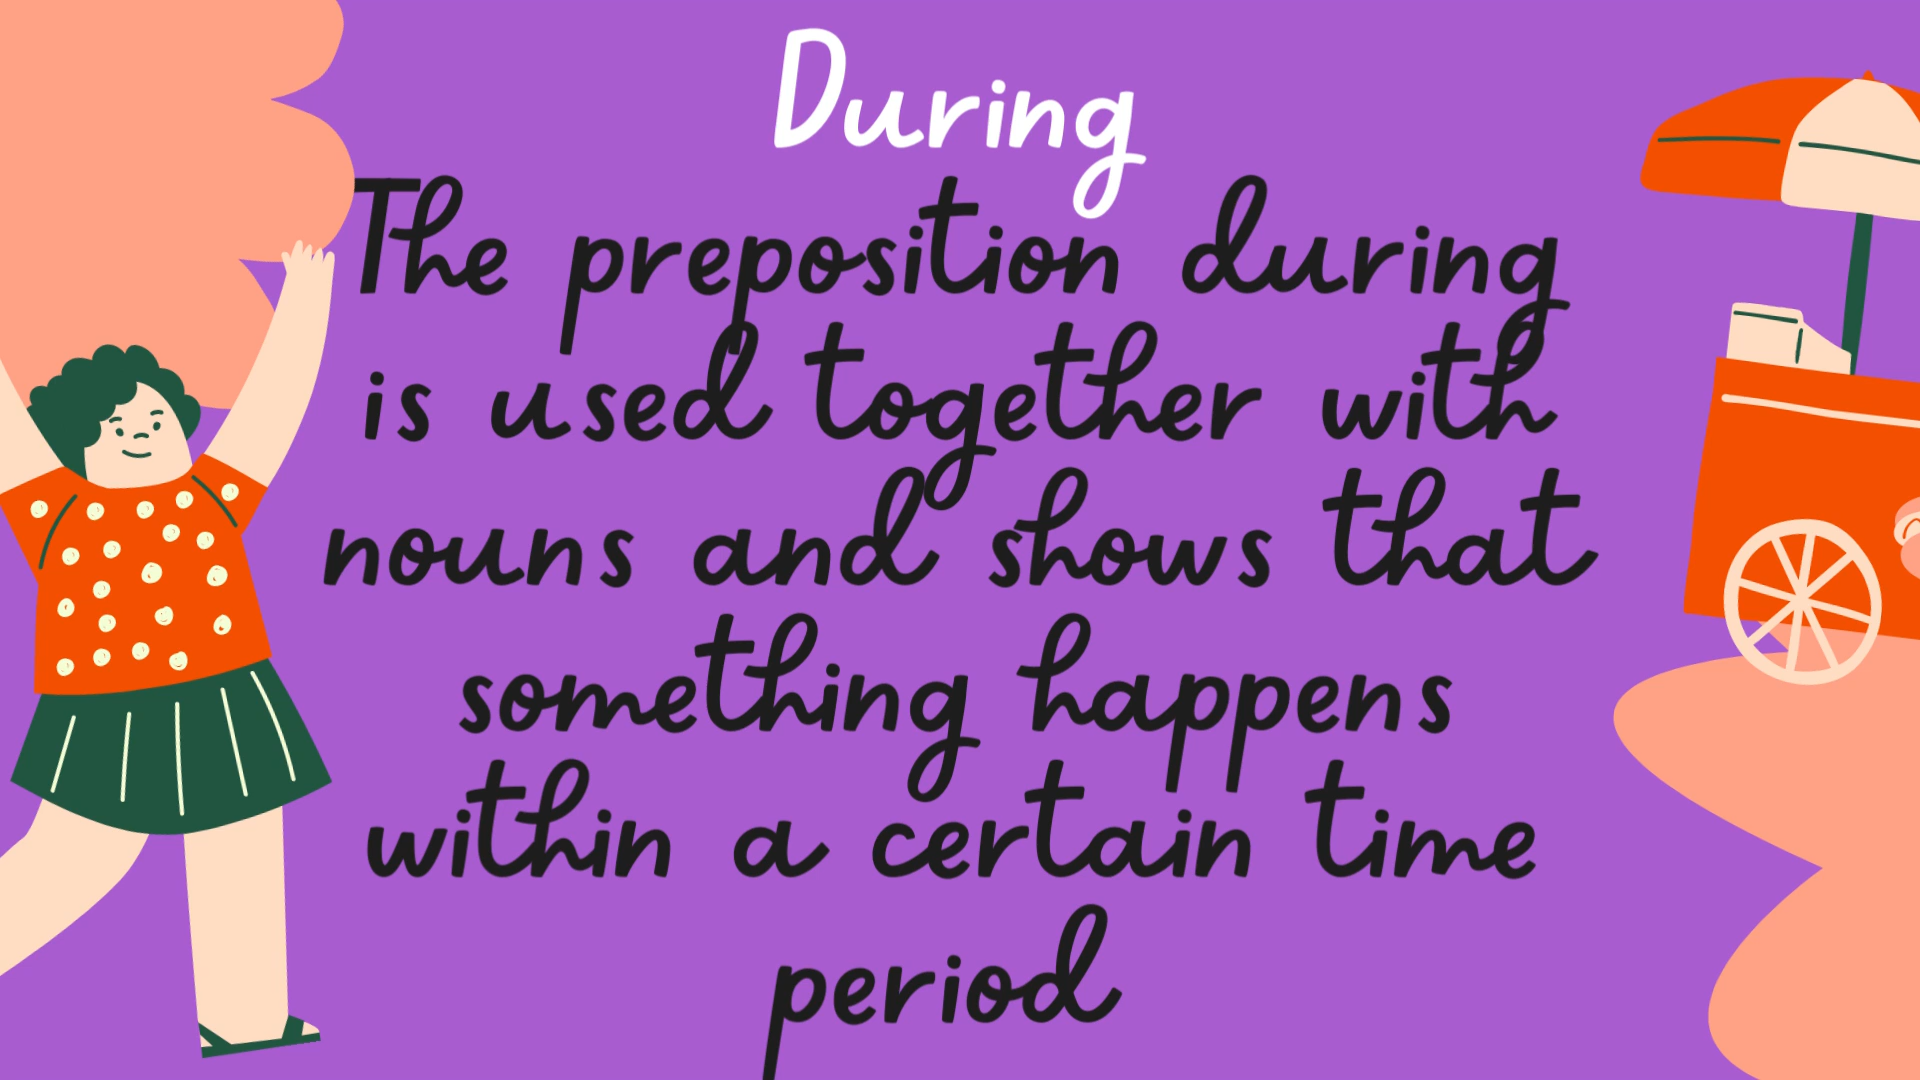 During
The preposition during
is used together with
nouns and shows that
something happens
within a certain time
period